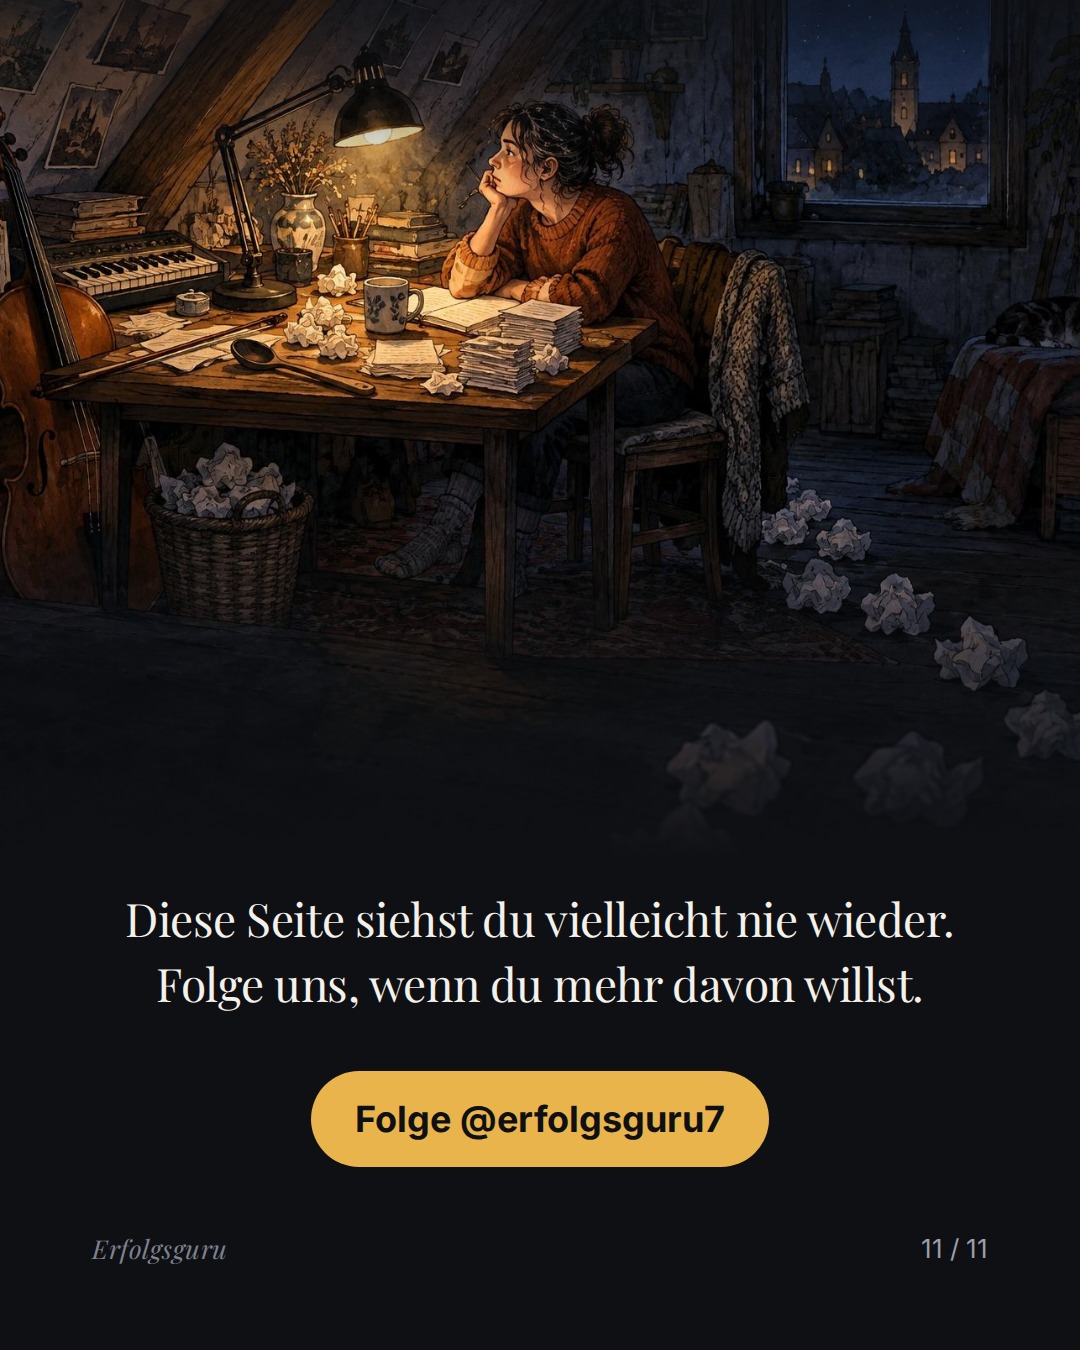 Diese Seite siehst du vielleicht nie wieder.
Folge uns, wenn du mehr davon willst.
Folge @erfolgsguru7
Erfolgsguru
11 / 11